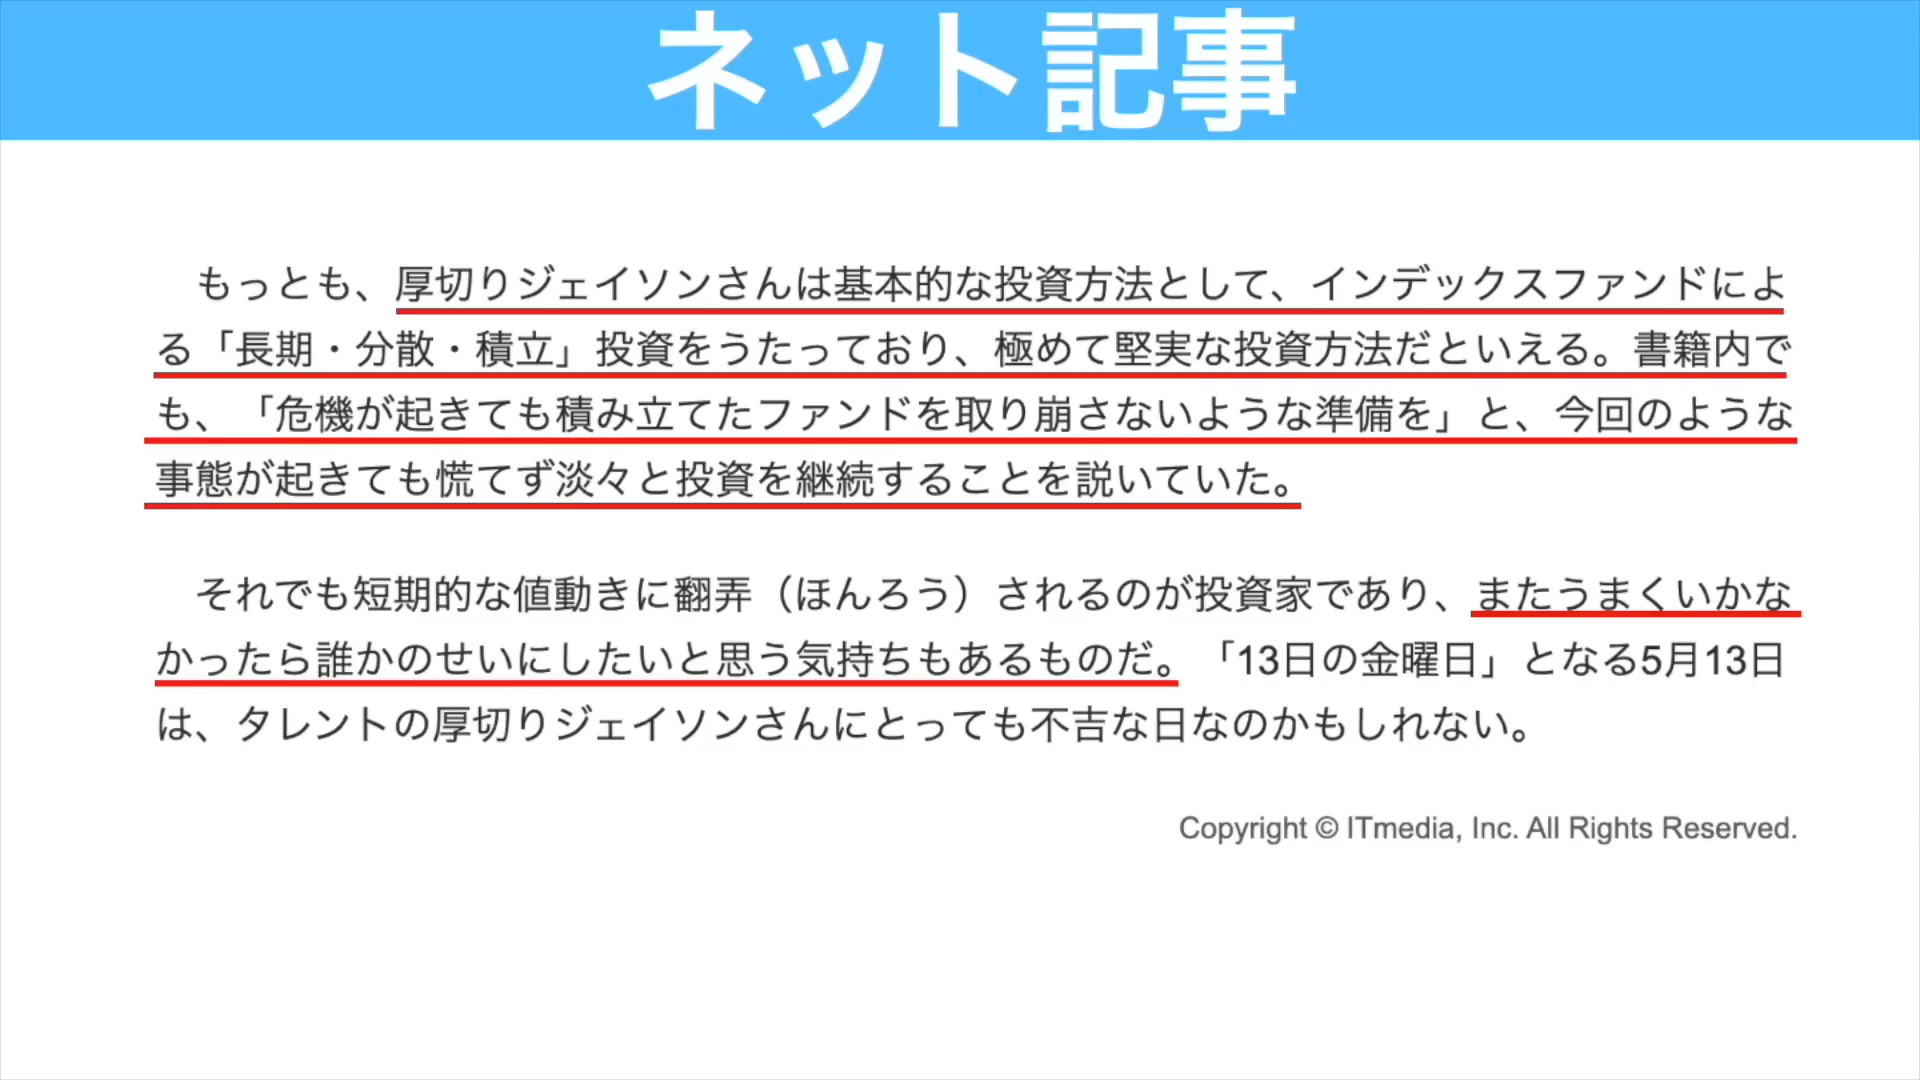 ネット記事
もっとも、厚切りジェイソンさんは基本的な投資方法として、インデックスファンドによ
る「長期・分散・積立」投資をうたっており、極めて堅実な投資方法だといえる。書籍内で
も、「危機が起きても積み立てたファンドを取り崩さないような準備を」と、今回のような
事態が起きても慌てず淡々と投資を継続することを説いていた。
それでも短期的な値動きに翻弄（ほんろう）されるのが投資家であり、またうまくいかな
かったら誰かのせいにしたいと思う気持ちもあるものだ。「13日の金曜日」となる5月13日
は、タレントの厚切りジェイソンさんにとっても不吉な日なのかもしれない。
Copyright © ITmedia, Inc. All Rights Reserved.